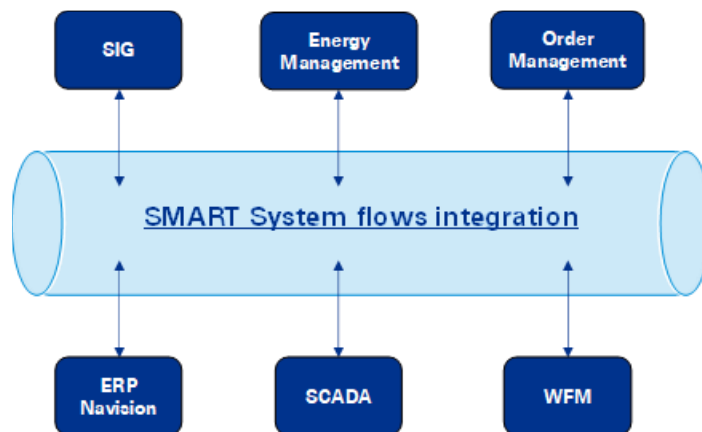 SIG
Energy
Management
Order
Management
SMART System flows integration
ERP
Navision
SCADA
WFM